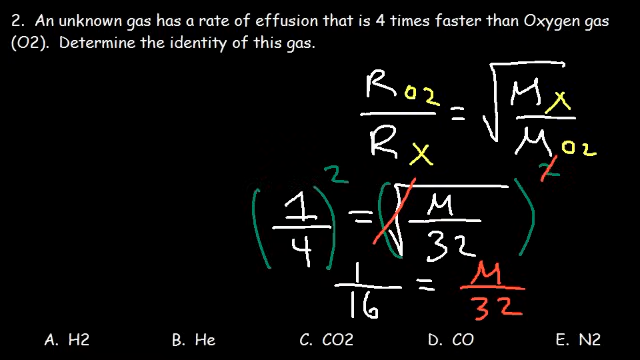 2. An unknown gas has a rate of effusion that is 4 times faster than Oxygen gas
(O2). Determine the identity of this gas.
R O2 / R X = √(M X / M O2)
(1/4)² = (√(M/32))²
1/16 = M/32
A. H2 B. He C. CO2 D. CO E. N2